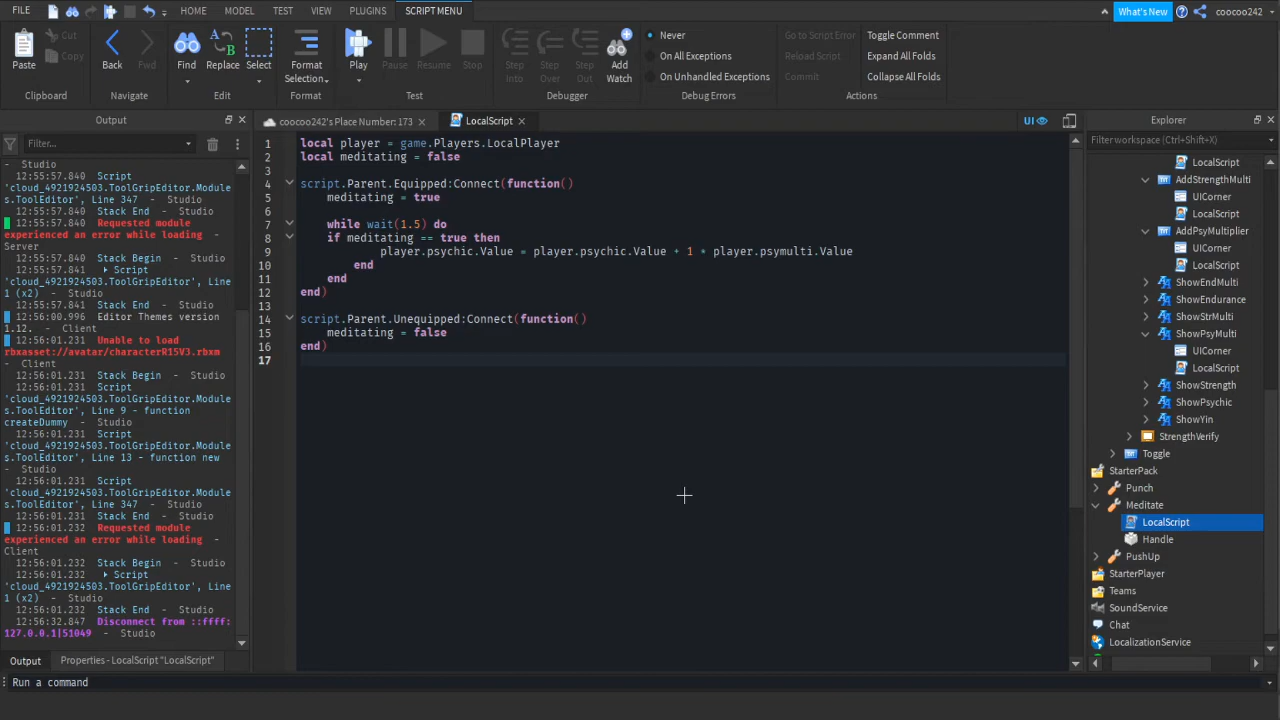 FILE HOME MODEL TEST VIEW PLUGINS SCRIPT MENU What's New coocoo242
Paste Cut Copy Back Fwd Find Replace Select Format Selection Play Pause Resume Stop Step Into Step Over Step Out Add Watch
Never
On All Exceptions
On Unhandled Exceptions
Go to Script Error
Reload Script
Commit
Toggle Comment
Expand All Folds
Collapse All Folds
Clipboard Navigate Edit Format Test Debugger Debug Errors Actions
Output
Filter...
- Studio
12:55:57.840 Script
'cloud_4921924503.ToolGripEditor.Module
s.ToolEditor', Line 347 - Studio
12:55:57.840 Stack End - Studio
12:55:57.840 Requested module
experienced an error while loading -
Server
12:55:57.840 Stack Begin - Studio
12:55:57.841 Script
'cloud_4921924503.ToolGripEditor', Line
1 (x2) - Studio
12:55:57.841 Stack End - Studio
12:56:00.996 Editor Themes version
1.12. - Client
12:56:01.231 Unable to load
rbxasset://avatar/characterR15V3.rbxm
- Client
12:56:01.231 Stack Begin - Studio
12:56:01.231 Script
'cloud_4921924503.ToolGripEditor.Module
s.ToolEditor', Line 9 - function
createDummy - Studio
12:56:01.231 Script
'cloud_4921924503.ToolGripEditor.Module
s.ToolEditor', Line 13 - function new
- Studio
12:56:01.231 Script
'cloud_4921924503.ToolGripEditor.Module
s.ToolEditor', Line 347 - Studio
12:56:01.231 Stack End - Studio
12:56:01.232 Requested module
experienced an error while loading -
Client
12:56:01.232 Stack Begin - Studio
12:56:01.232 Script
'cloud_4921924503.ToolGripEditor', Line
1 (x2) - Studio
12:56:01.232 Stack End - Studio
12:56:32.847 Disconnect from ::ffff:
127.0.0.1|51049 - Studio
Output Properties - LocalScript "LocalScript"
Run a command
coocoo242's Place Number: 173 LocalScript UI
1 local player = game.Players.LocalPlayer
2 local meditating = false
3
4 script.Parent.Equipped:Connect(function()
5 meditating = true
6
7 while wait(1.5) do
8 if meditating == true then
9 player.psychic.Value = player.psychic.Value + 1 * player.psymulti.Value
10 end
11 end
12 end)
13
14 script.Parent.Unequipped:Connect(function()
15 meditating = false
16 end)
17
Explorer
Filter workspace (Ctrl+Shift+X)
LocalScript
AddStrengthMulti
UICorner
LocalScript
AddPsyMultiplier
UICorner
LocalScript
ShowEndMulti
ShowEndurance
ShowStrMulti
ShowPsyMulti
UICorner
LocalScript
ShowStrength
ShowPsychic
ShowYin
StrengthVerify
Toggle
StarterPack
Punch
Meditate
LocalScript
Handle
PushUp
StarterPlayer
Teams
SoundService
Chat
LocalizationService